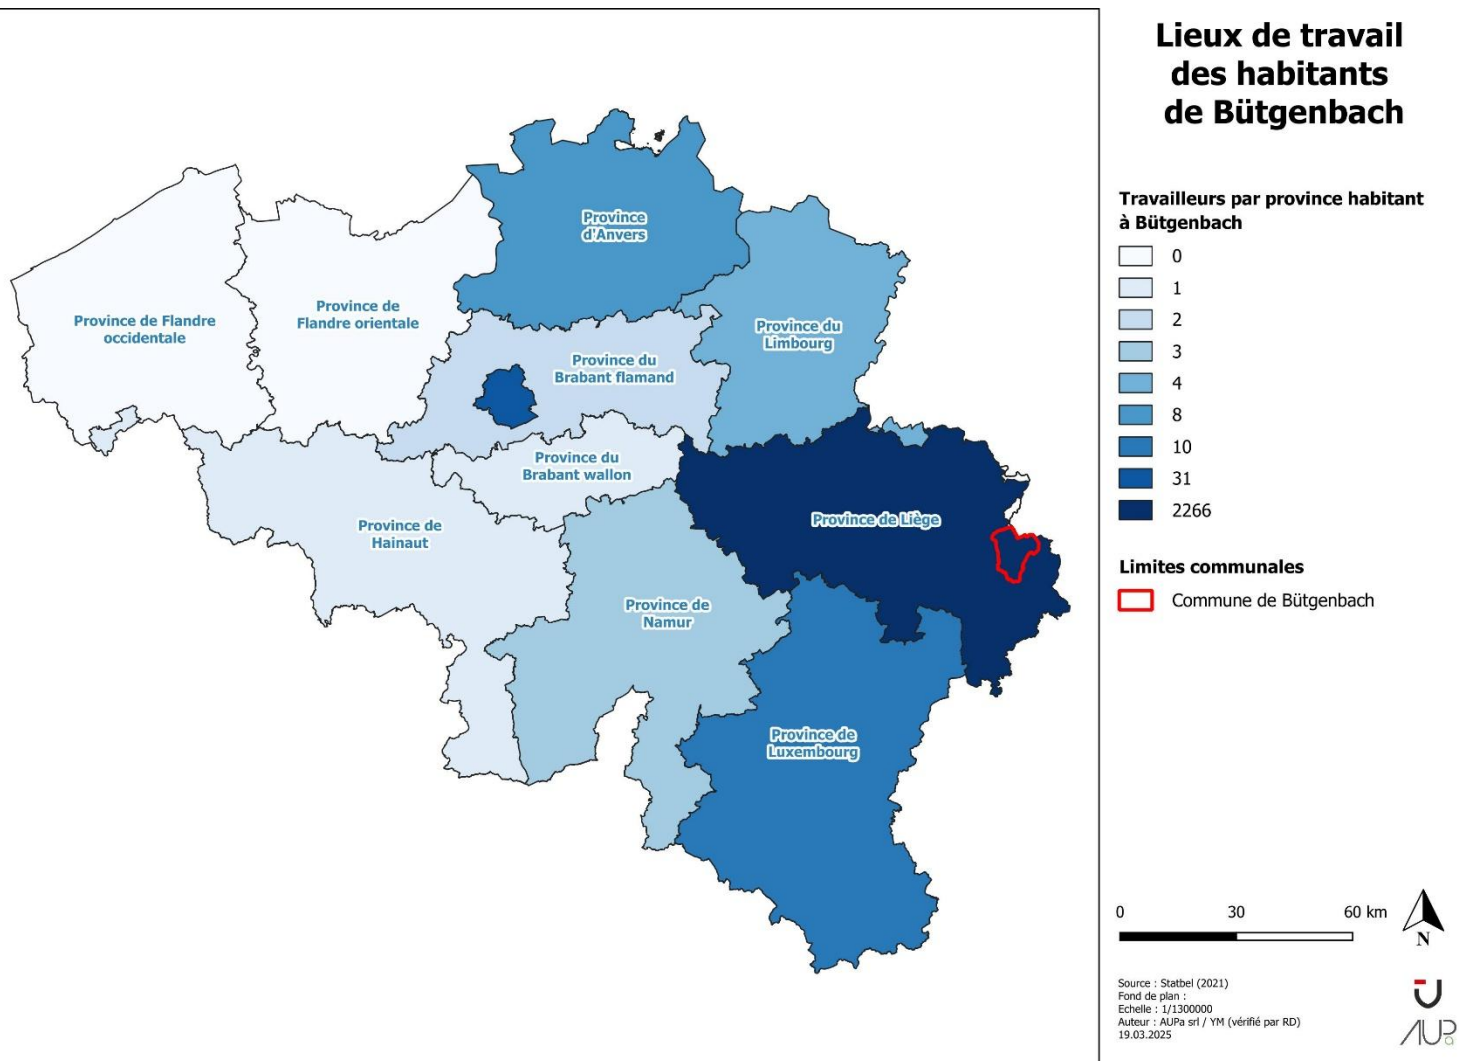 Lieux de travail
des habitants
de Bütgenbach
Travailleurs par province habitant
à Bütgenbach
0
1
2
3
4
8
10
31
2266
Limites communales
Commune de Bütgenbach
Province
d'Anvers
Province de Flandre
occidentale
Province de
Flandre orientale
Province du
Limbourg
Province du
Brabant flamand
Province du
Brabant wallon
Province de
Hainaut
Province de Liège
Province de
Namur
Province de
Luxembourg
0 30 60 km
N
Source : Statbel (2021)
Fond de plan :
Echelle : 1/1300000
Auteur : AUPa srl / YM (vérifié par RD)
19.03.2025
AUPa